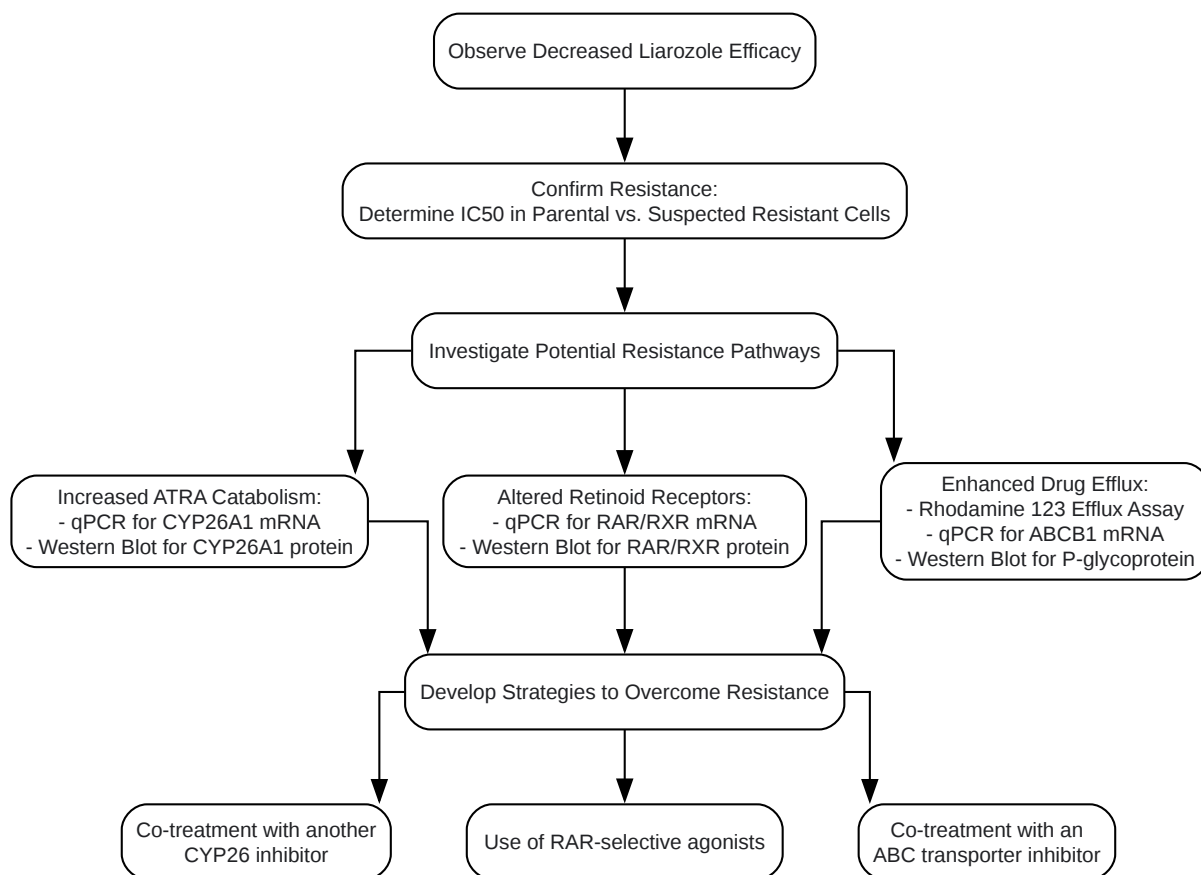 Observe Decreased Liarozole Efficacy
Confirm Resistance:
Determine IC50 in Parental vs. Suspected Resistant Cells
Investigate Potential Resistance Pathways
Increased ATRA Catabolism:
- qPCR for CYP26A1 mRNA
- Western Blot for CYP26A1 protein
Altered Retinoid Receptors:
- qPCR for RAR/RXR mRNA
- Western Blot for RAR/RXR protein
Enhanced Drug Efflux:
- Rhodamine 123 Efflux Assay
- qPCR for ABCB1 mRNA
- Western Blot for P-glycoprotein
Develop Strategies to Overcome Resistance
Co-treatment with another
CYP26 inhibitor
Use of RAR-selective agonists
Co-treatment with an
ABC transporter inhibitor